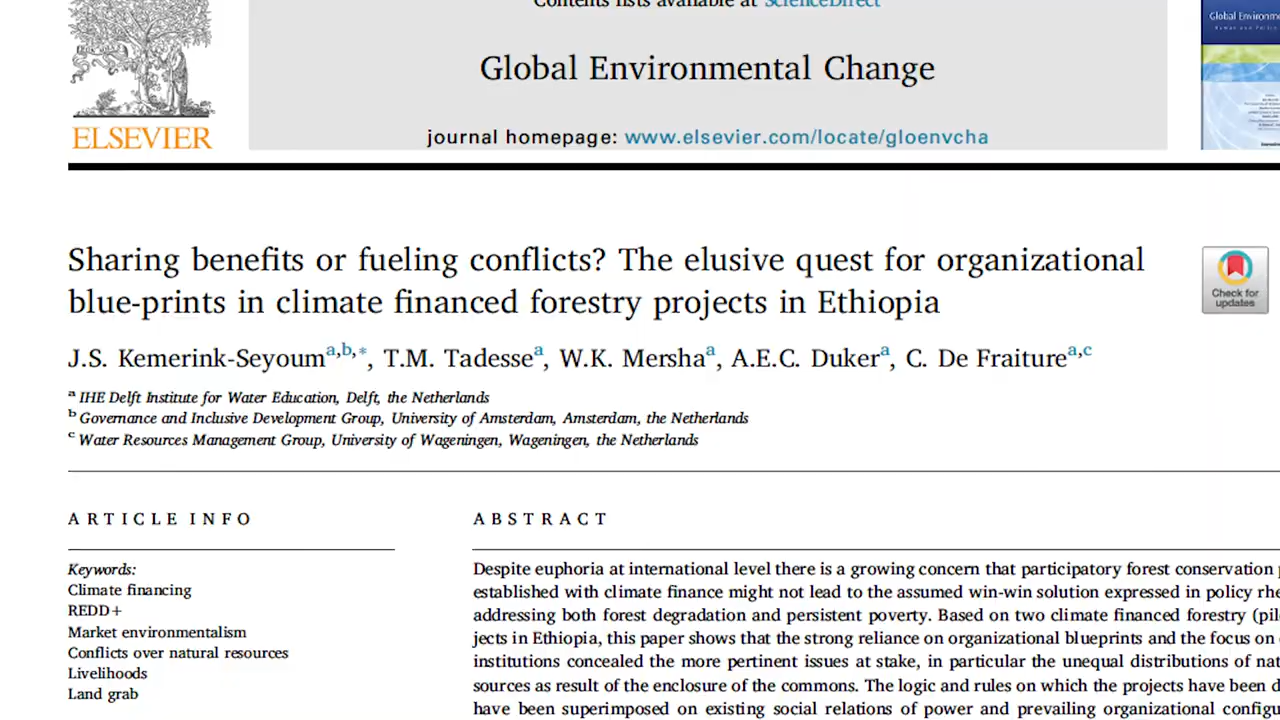 Contents lists available at ScienceDirect
Global Environmental Change
journal homepage: www.elsevier.com/locate/gloenvcha
ELSEVIER
Global Environme
Sharing benefits or fueling conflicts? The elusive quest for organizational
blue-prints in climate financed forestry projects in Ethiopia
Check for
updates
J.S. Kemerink-Seyoum a,b,*, T.M. Tadesse a, W.K. Mersha a, A.E.C. Duker a, C. De Fraiture a,c
a IHE Delft Institute for Water Education, Delft, the Netherlands
b Governance and Inclusive Development Group, University of Amsterdam, Amsterdam, the Netherlands
c Water Resources Management Group, University of Wageningen, Wageningen, the Netherlands
ARTICLE INFO
Keywords:
Climate financing
REDD+
Market environmentalism
Conflicts over natural resources
Livelihoods
Land grab
ABSTRACT
Despite euphoria at international level there is a growing concern that participatory forest conservation p
established with climate finance might not lead to the assumed win-win solution expressed in policy rhe
addressing both forest degradation and persistent poverty. Based on two climate financed forestry (pil
jects in Ethiopia, this paper shows that the strong reliance on organizational blueprints and the focus on
institutions concealed the more pertinent issues at stake, in particular the unequal distributions of nat
sources as result of the enclosure of the commons. The logic and rules on which the projects have been d
have been superimposed on existing social relations of power and prevailing organizational configu